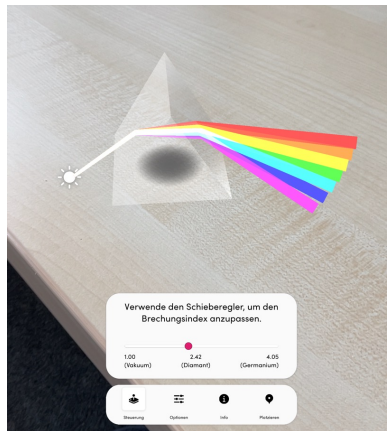 Verwende den Schieberegler, um den
Brechungsindex anzupassen.
1.00 2.42 4.05
(Vakuum) (Diamant) (Germanium)
Steuerung Optionen Info Platzieren